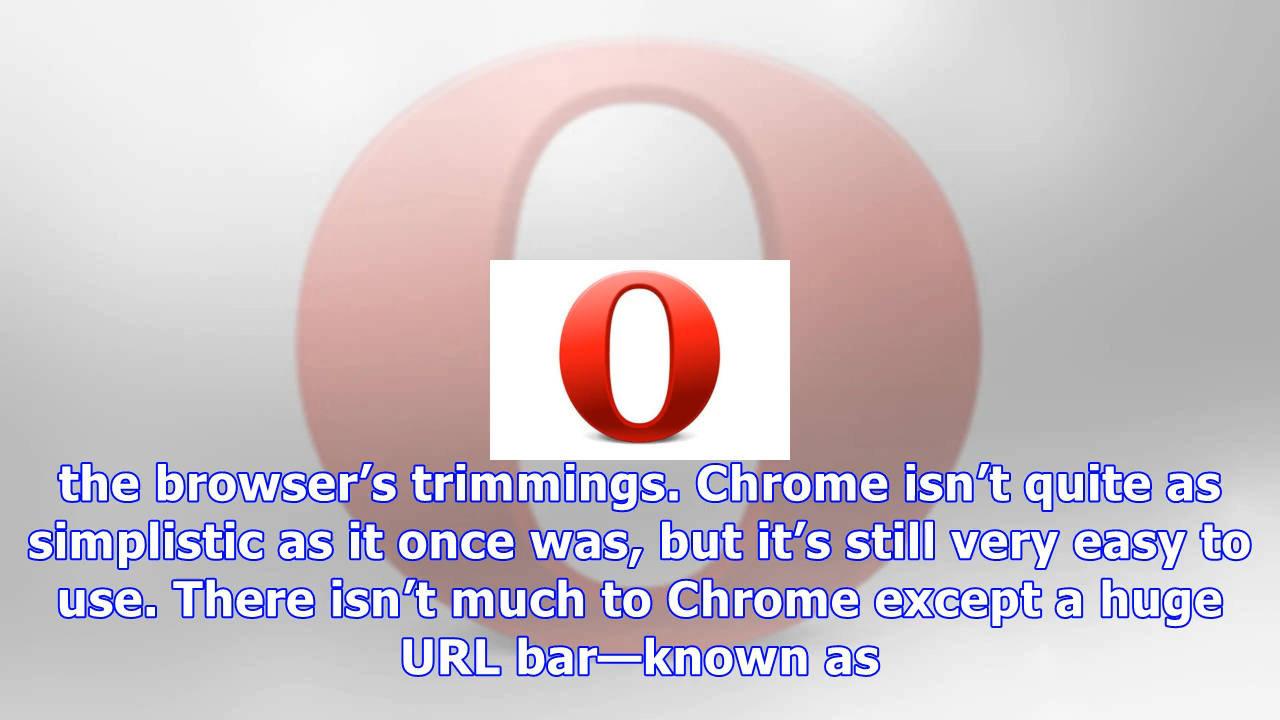 the browser’s trimmings. Chrome isn’t quite as
simplistic as it once was, but it’s still very easy to
use. There isn’t much to Chrome except a huge
URL bar—known as